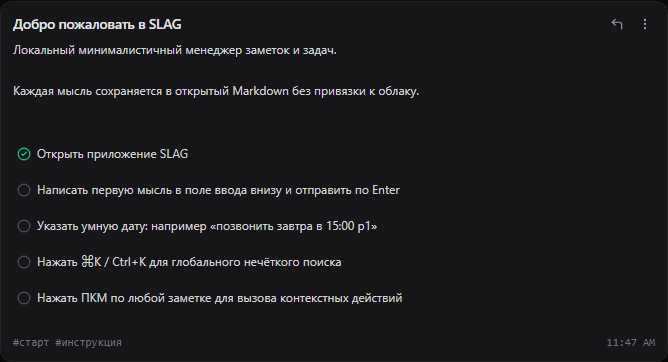 Добро пожаловать в SLAG
Локальный минималистичный менеджер заметок и задач.
Каждая мысль сохраняется в открытый Markdown без привязки к облаку.
Открыть приложение SLAG
Написать первую мысль в поле ввода внизу и отправить по Enter
Указать умную дату: например «позвонить завтра в 15:00 p1»
Нажать ⌘K / Ctrl+K для глобального нечёткого поиска
Нажать ПКМ по любой заметке для вызова контекстных действий
#старт #инструкция
11:47 AM